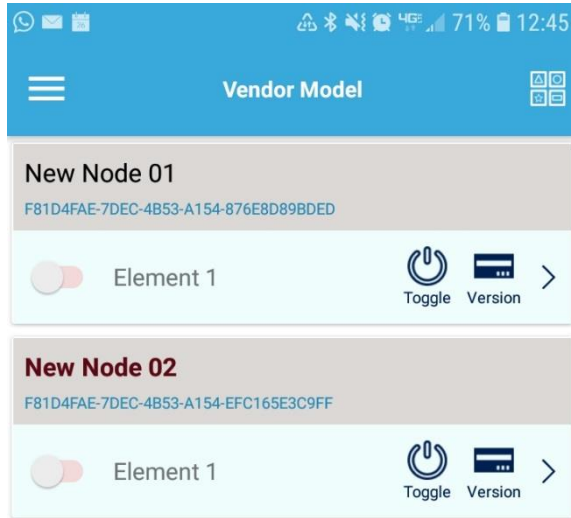 4GE 71% 12:45
Vendor Model
New Node 01
F81D4FAE-7DEC-4B53-A154-876E8D89BDED
Element 1 Toggle Version
New Node 02
F81D4FAE-7DEC-4B53-A154-EFC165E3C9FF
Element 1 Toggle Version